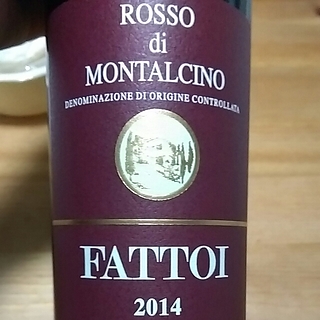 ROSSO
di
MONTALCINO
DENOMINAZIONE DI ORIGINE CONTROLLATA
FATTOI
2014